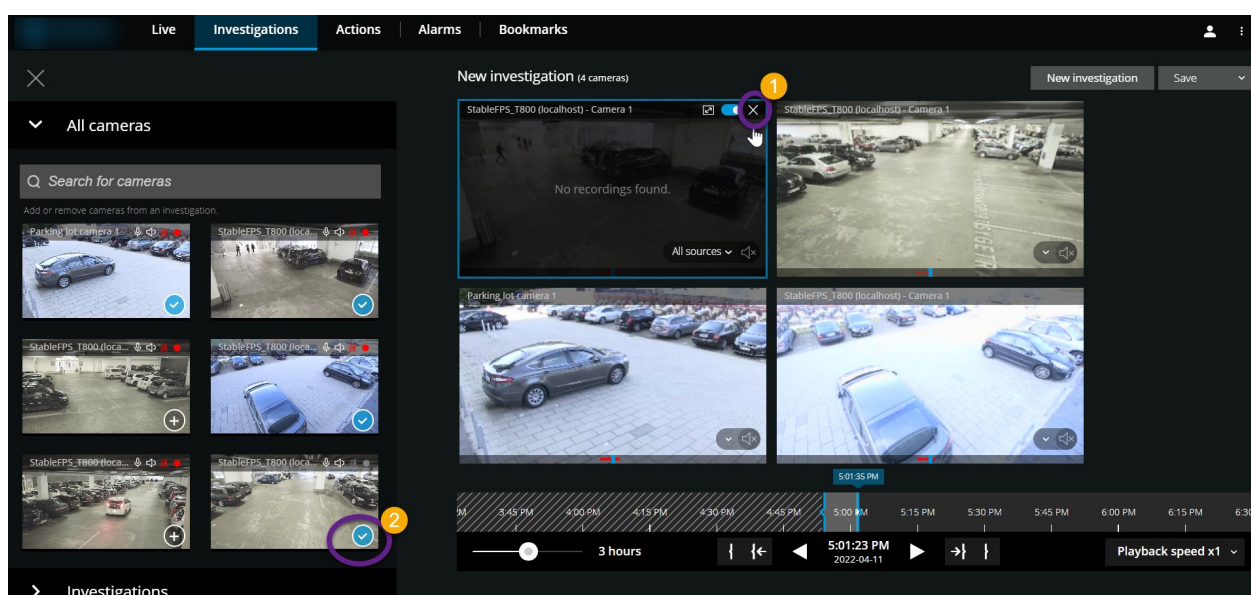 Live Investigations Actions Alarms Bookmarks
All cameras
Search for cameras
Add or remove cameras from an investigation.
Parking lot camera 1
StableFPS_T800 (loca...
StableFPS_T800 (loca...
StableFPS_T800 (loca...
StableFPS_T800 (loca...
StableFPS_T800 (loca...
2
Investigations
New investigation (4 cameras)
1
New investigation
Save
StableFPS_T800 (localhost) - Camera 1
No recordings found.
All sources
StableFPS_T800 (localhost) - Camera 1
Parking lot camera 1
StableFPS_T800 (localhost) - Camera 1
5:01:35 PM
3:45 PM 4:00 PM 4:15 PM 4:30 PM 4:45 PM 5:00 PM 5:15 PM 5:30 PM 5:45 PM 6:00 PM 6:15 PM 6:30
3 hours
5:01:23 PM
2022-04-11
Playback speed x1